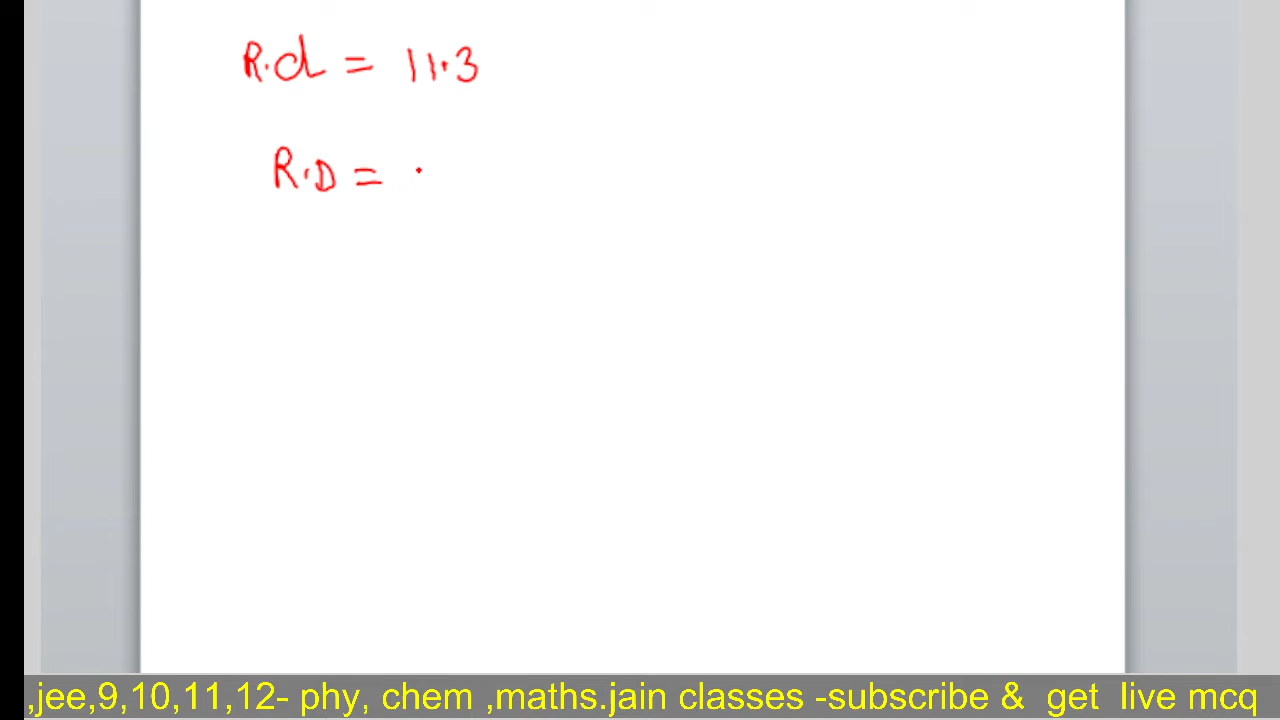 R.d = 11.3
R.D = .
,jee,9,10,11,12- phy, chem ,maths.jain classes -subscribe & get live mcq